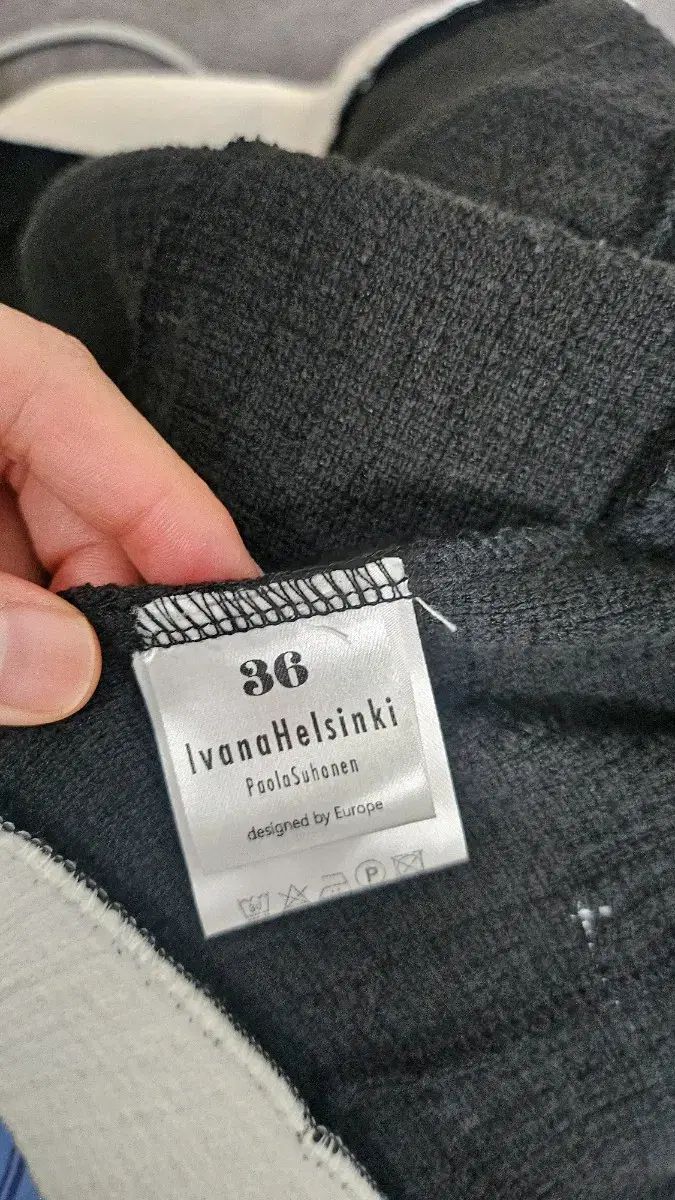 36
IvanaHelsinki
PaolaSuhonen
designed by Europe
P